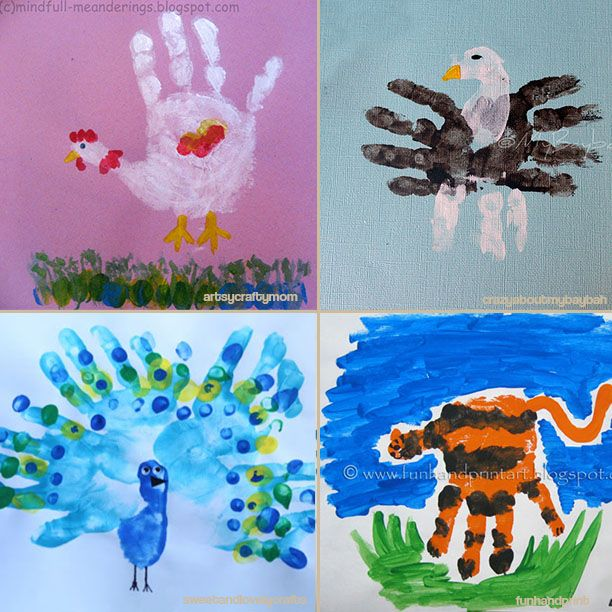 (c)mindfull-meanderings.blogspot.com
artsycraftymom
crazyaboutmybaybah
sweetandlovelycrafts
© www.funhandprintart.blogspot.com
funhandprint